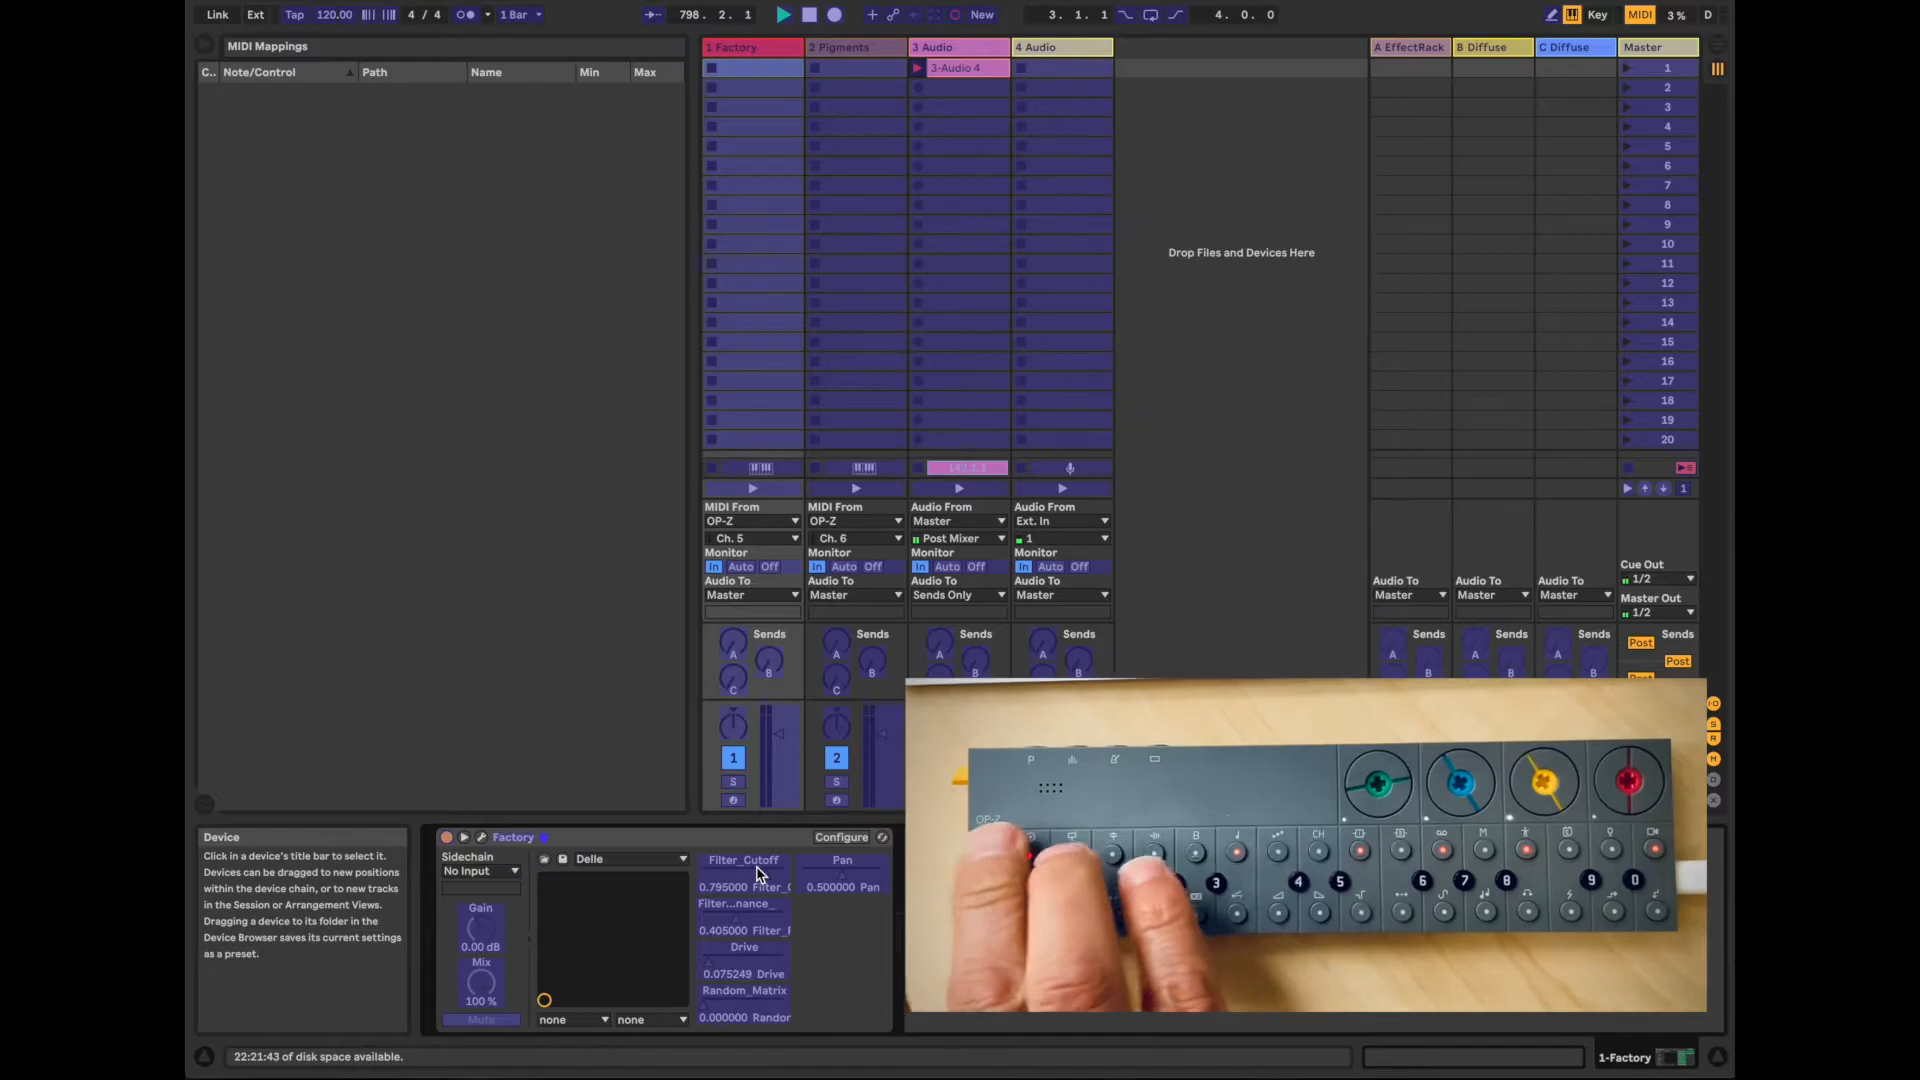 Link Ext Tap 120.00 4 / 4 1 Bar 798. 2. 1 New 3. 1. 1 4. 0. 0 Key MIDI 3 % D
MIDI Mappings
C.. Note/Control Path Name Min Max
1 Factory 2 Pigments 3 Audio 4 Audio A EffectRack B Diffuse C Diffuse Master
3-Audio 4 1
2
3
4
5
6
7
8
9
10
11
12
13
14
15
16
17
18
19
20
Drop Files and Devices Here
1
MIDI From MIDI From Audio From Audio From
OP-Z OP-Z Master Ext. In
Ch. 5 Ch. 6 Post Mixer 1
Monitor Monitor Monitor Monitor
In Auto Off In Auto Off In Auto Off In Auto Off
Audio To Audio To Audio To Audio To Audio To Audio To Audio To
Master Master Sends Only Master Master Master Master
Cue Out
1/2
Master Out
1/2
Sends Sends Sends Sends Sends Sends Sends Sends
A B C A B C A B A B A B A B A B Post Post
1 2
S S
Device
Click in a device's title bar to select it.
Devices can be dragged to new positions
within the device chain, or to new tracks
in the Session or Arrangement Views.
Dragging a device to its folder in the
Device Browser saves its current settings
as a preset.
Factory Configure
Sidechain
No Input
Gain
0.00 dB
Mix
100 %
Mute
Delle
none none
Filter_Cutoff Pan
0.795000 Filter_C 0.500000 Pan
Filter...nance_
0.405000 Filter_F
Drive
0.075249 Drive
Random_Matrix
0.000000 Randor
P
OP-Z
B CH M
3 4 5 6 7 8 9 0
22:21:43 of disk space available.
1-Factory